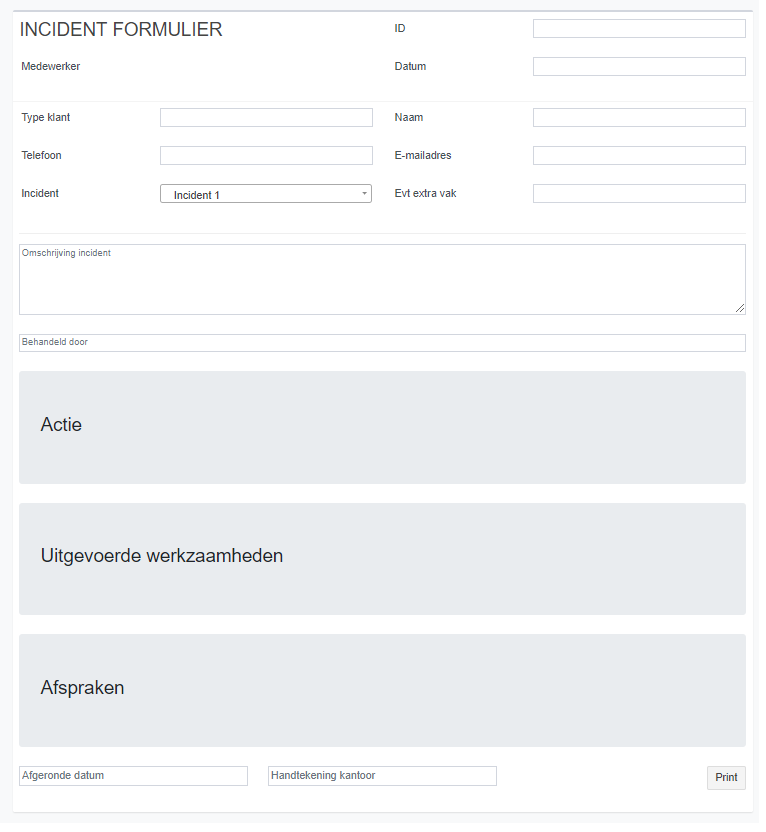 INCIDENT FORMULIER
ID
Medewerker
Datum
Type klant
Naam
Telefoon
E-mailadres
Incident
Incident 1
Evt extra vak
Omschrijving incident
Behandeld door
Actie
Uitgevoerde werkzaamheden
Afspraken
Afgeronde datum
Handtekening kantoor
Print